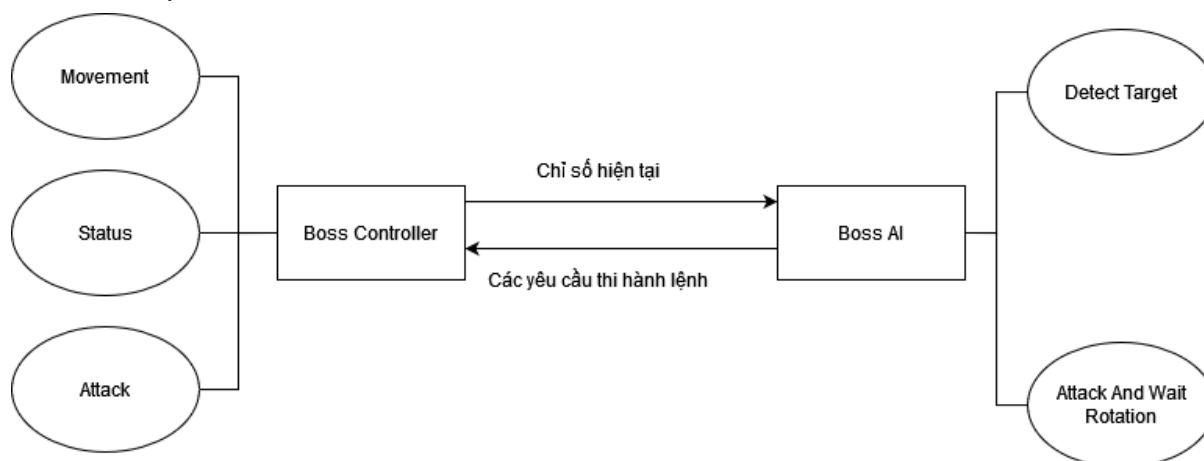 Movement
Status
Attack
Boss Controller
Chỉ số hiện tại
Các yêu cầu thi hành lệnh
Boss AI
Detect Target
Attack And Wait
Rotation